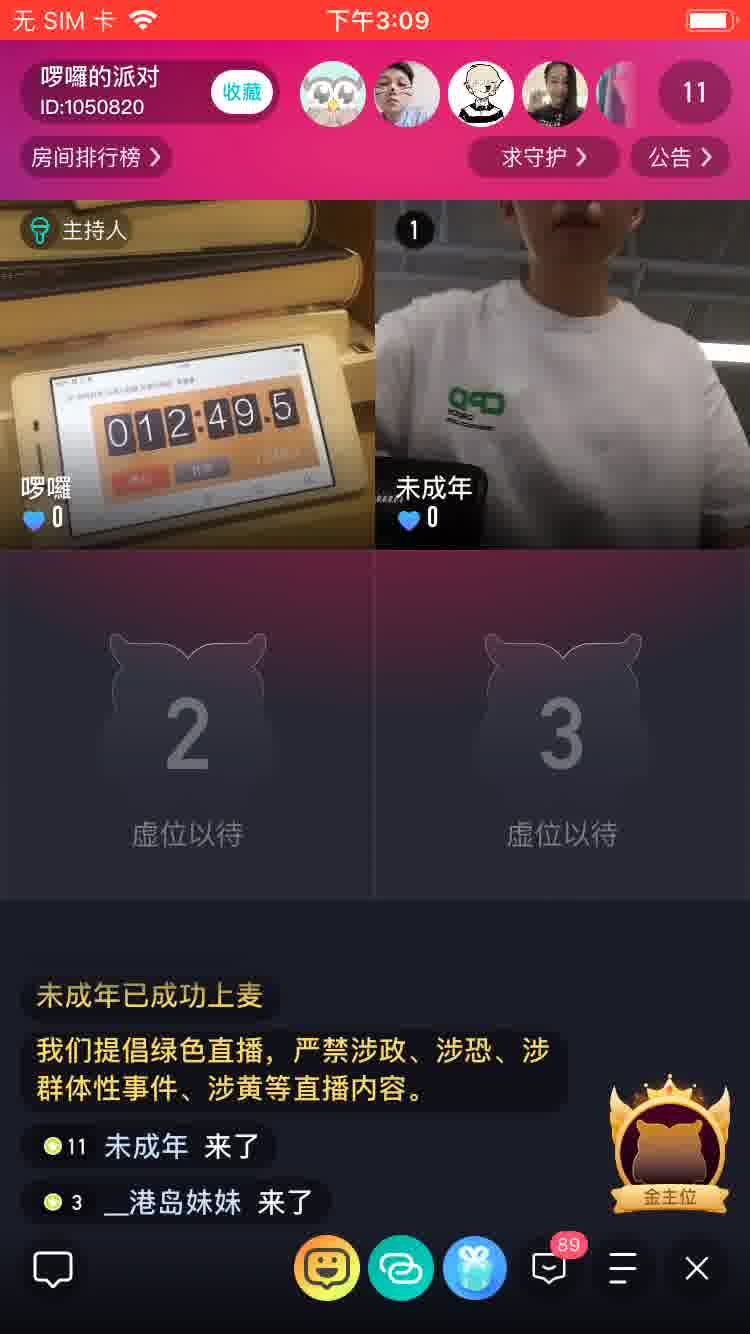 无 SIM 卡
下午3:09
啰囉的派对
ID:1050820
收藏
11
房间排行榜
求守护
公告
主持人
1
012:49.5
啰囉
0
未成年
0
2
3
虚位以待
虚位以待
未成年已成功上麦
我们提倡绿色直播，严禁涉政、涉恐、涉
群体性事件、涉黄等直播内容。
11 未成年 来了
3 __港岛妹妹 来了
金主位
89